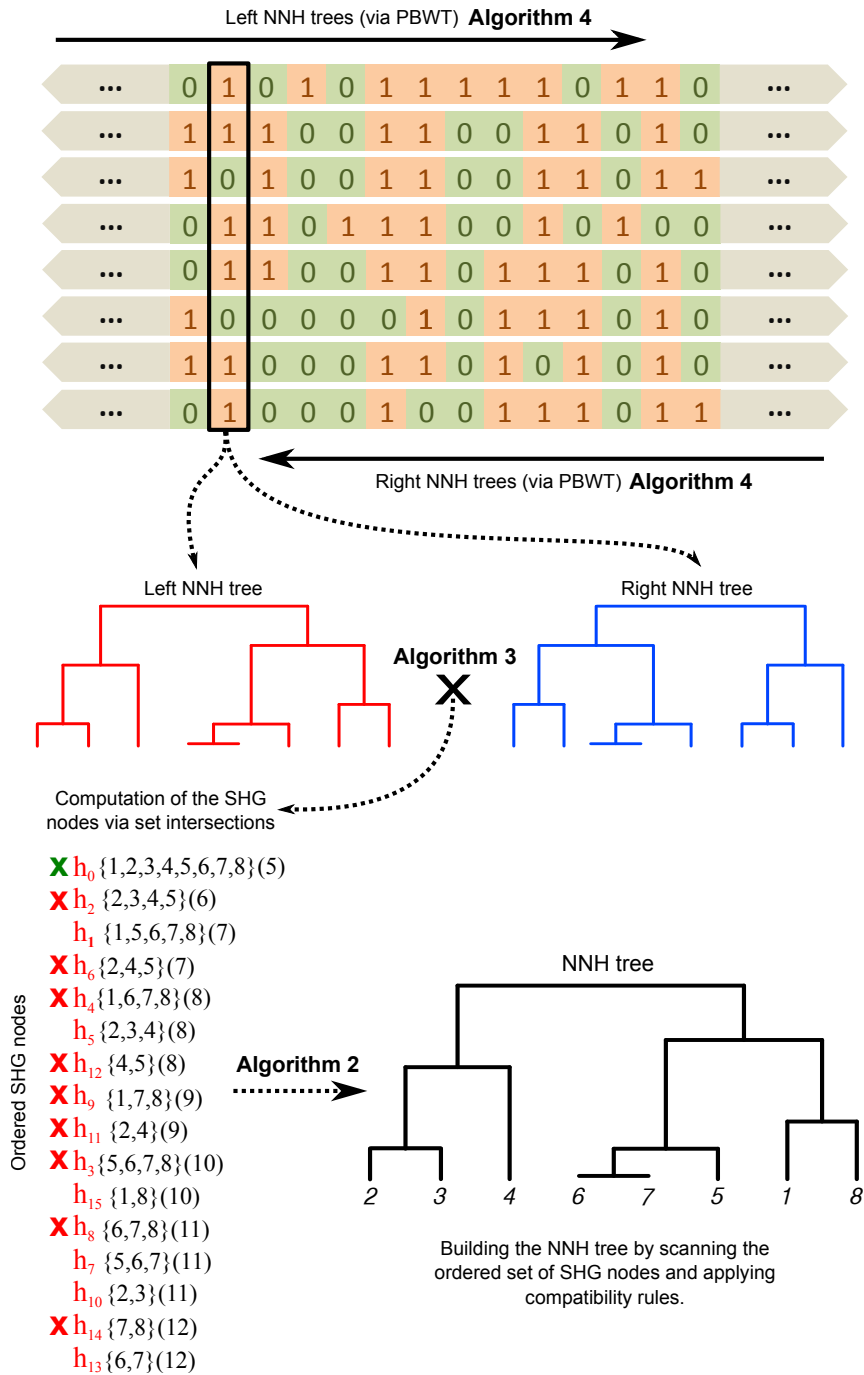 Left NNH trees (via PBWT) Algorithm 4
... 0 1 0 1 0 1 1 1 1 1 0 1 1 0 ...
... 1 1 1 0 0 1 1 0 0 1 1 0 1 0 ...
... 1 0 1 0 0 1 1 0 0 1 1 0 1 1 ...
... 0 1 1 0 1 1 1 0 0 1 0 1 0 0 ...
... 0 1 1 0 0 1 1 0 1 1 1 0 1 0 ...
... 1 0 0 0 0 0 1 0 1 1 1 0 1 0 ...
... 1 1 0 0 0 1 1 0 1 0 1 0 1 0 ...
... 0 1 0 0 0 1 0 0 1 1 1 0 1 1 ...
Right NNH trees (via PBWT) Algorithm 4
Left NNH tree
Right NNH tree
Algorithm 3
X
Computation of the SHG
nodes via set intersections
Ordered SHG nodes
X h0 {1,2,3,4,5,6,7,8}(5)
X h2 {2,3,4,5}(6)
h1 {1,5,6,7,8}(7)
X h6 {2,4,5}(7)
X h4 {1,6,7,8}(8)
h5 {2,3,4}(8)
X h12 {4,5}(8)
X h9 {1,7,8}(9)
X h11 {2,4}(9)
X h3 {5,6,7,8}(10)
h15 {1,8}(10)
X h8 {6,7,8}(11)
h7 {5,6,7}(11)
h10 {2,3}(11)
X h14 {7,8}(12)
h13 {6,7}(12)
Algorithm 2
NNH tree
2 3 4 6 7 5 1 8
Building the NNH tree by scanning the
ordered set of SHG nodes and applying
compatibility rules.